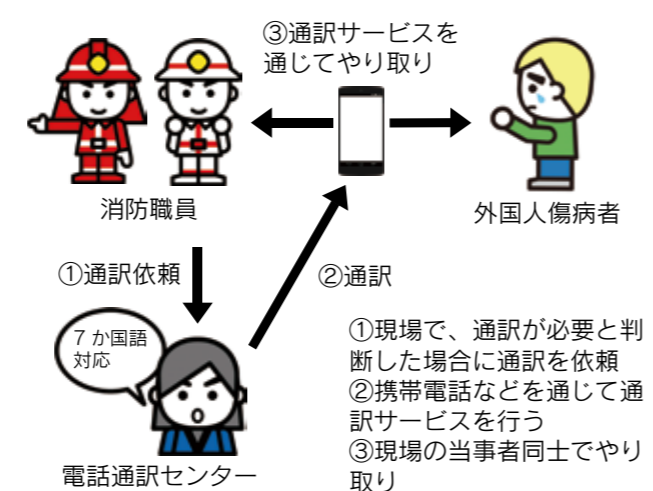 ③通訳サービスを
通じてやり取り
消防職員
外国人傷病者
①通訳依頼
②通訳
7 か国語
対応
電話通訳センター
①現場で、通訳が必要と判
断した場合に通訳を依頼
②携帯電話などを通じて通
訳サービスを行う
③現場の当事者同士でやり
取り